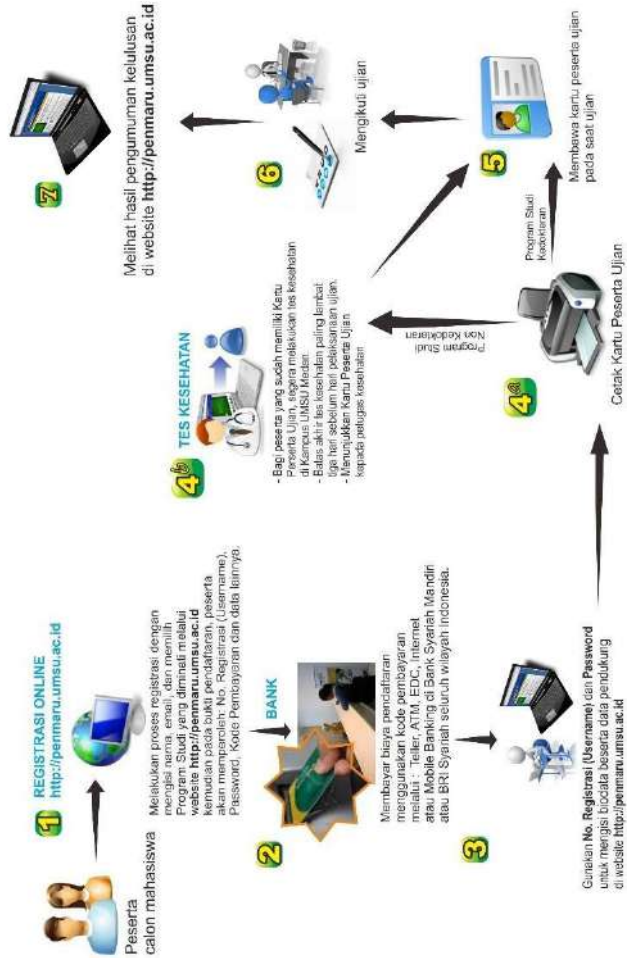 Peserta
calon mahasiswa
1
REGISTRASI ONLINE
http://penmaru.umsu.ac.id
Melakukan proses registrasi dengan
mengisi nama, email, dan memilih
Program Studi yang diminati melalui
website http://penmaru.umsu.ac.id
kemudian pada bukti pendaftaran, peserta
akan memperoleh: No. Registrasi (Username),
Password, Kode Pembayaran dan data lainnya.
2
BANK
Membayar biaya pendaftaran
menggunakan kode pembayaran
melalui : Teller, ATM, EDC, Internet
atau Mobile Banking di Bank Syariah Mandiri
atau BRI Syariah seluruh wilayah Indonesia.
3
Gunakan No. Registrasi (Username) dan Password
untuk mengisi biodata beserta data pendukung
di website http://penmaru.umsu.ac.id
4a
Cetak Kartu Peserta Ujian
Program Studi
Non Kedokteran
Program Studi
Kedokteran
4b
TES KESEHATAN
- Bagi peserta yang sudah memiliki Kartu
Perserta Ujian, segera melakukan tes kesehatan
di Kampus UMSU Medan.
- Batas akhir tes kesehatan paling lambat
tiga hari sebelum hari pelaksanaan ujian.
- Menunjukkan Kartu Peserta Ujian
kepada petugas kesehatan
5
Membawa kartu peserta ujian
pada saat ujian
6
Mengikuti ujian
7
Melihat hasil pengumuman kelulusan
di website http://penmaru.umsu.ac.id